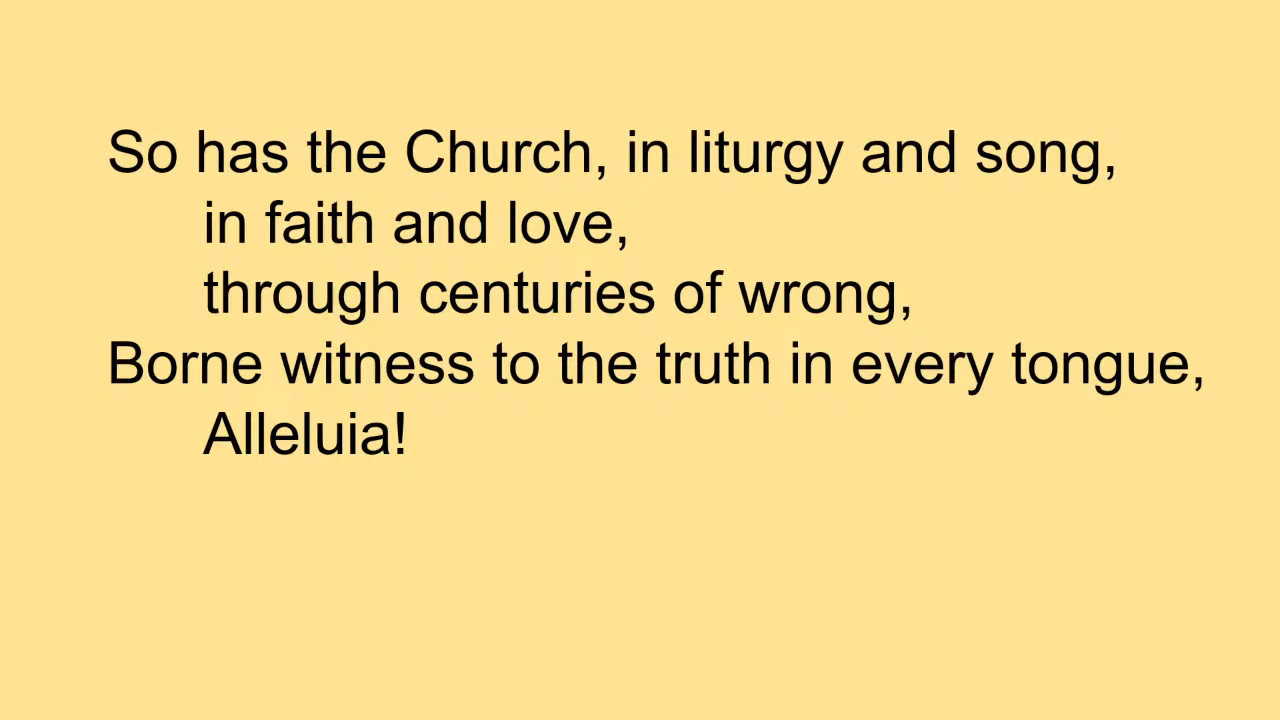 So has the Church, in liturgy and song,
in faith and love,
through centuries of wrong,
Borne witness to the truth in every tongue,
Alleluia!